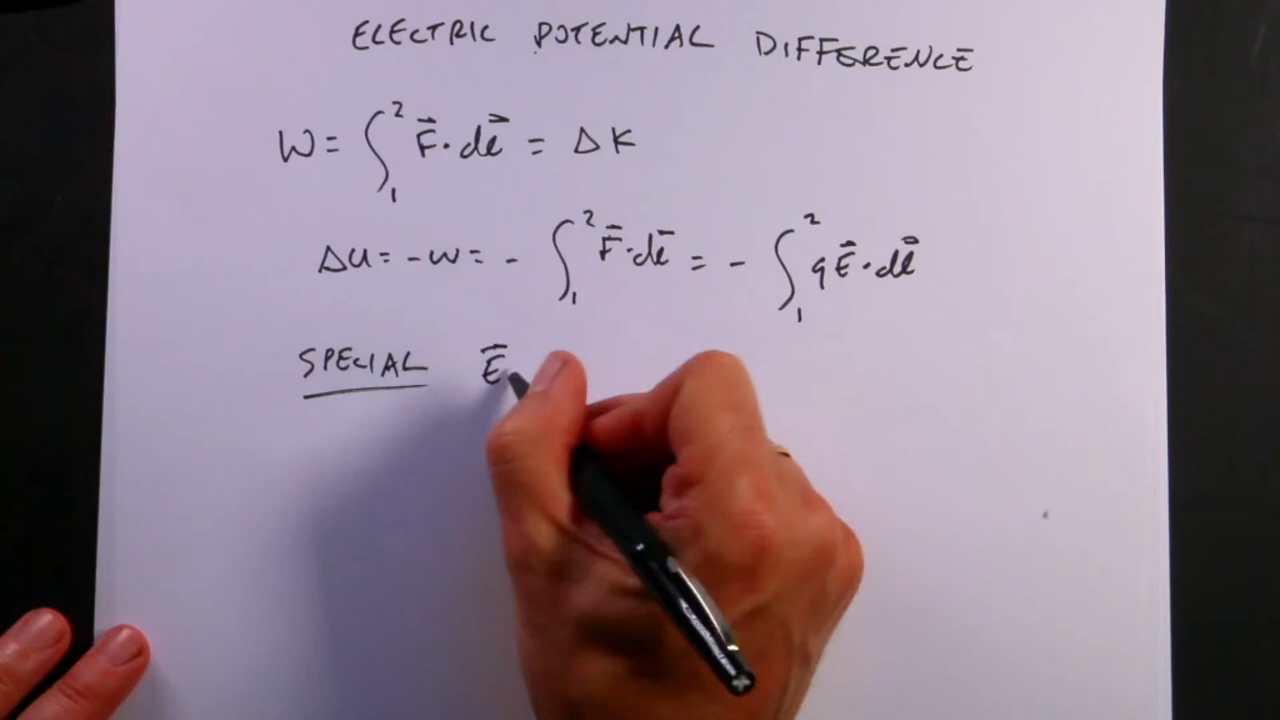 ELECTRIC POTENTIAL DIFFERENCE
W = ∫₁² F⃗ · dℓ⃗ = ΔK
ΔU = -W = - ∫₁² F⃗ · dℓ⃗ = - ∫₁² qE⃗ · dℓ⃗
SPECIAL E⃗